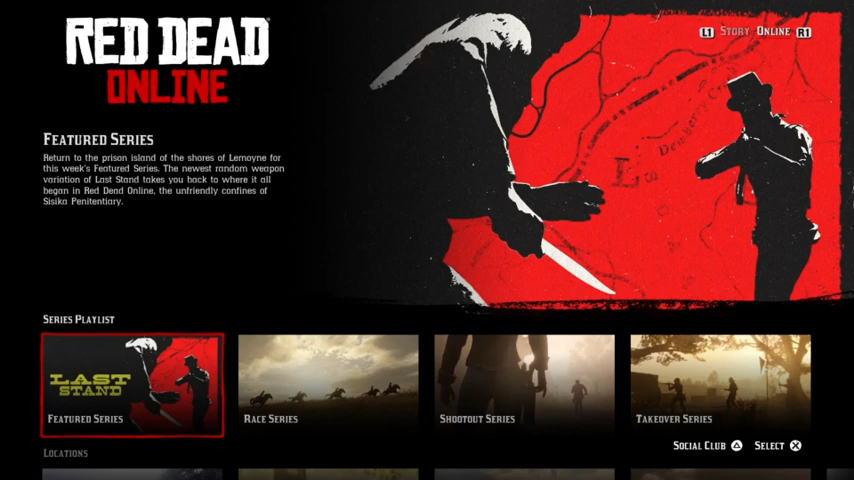 RED DEAD
ONLINE
L1 STORY ONLINE R1
FEATURED SERIES
Return to the prison island of the shores of Lemoyne for
this week's Featured Series. The newest random weapon
variation of Last Stand takes you back to where it all
began in Red Dead Online, the unfriendly confines of
Sisika Penitentiary.
Dewberry
SERIES PLAYLIST
LAST
STAND
FEATURED SERIES
RACE SERIES
SHOOTOUT SERIES
TAKEOVER SERIES
SOCIAL CLUB
SELECT
LOCATIONS